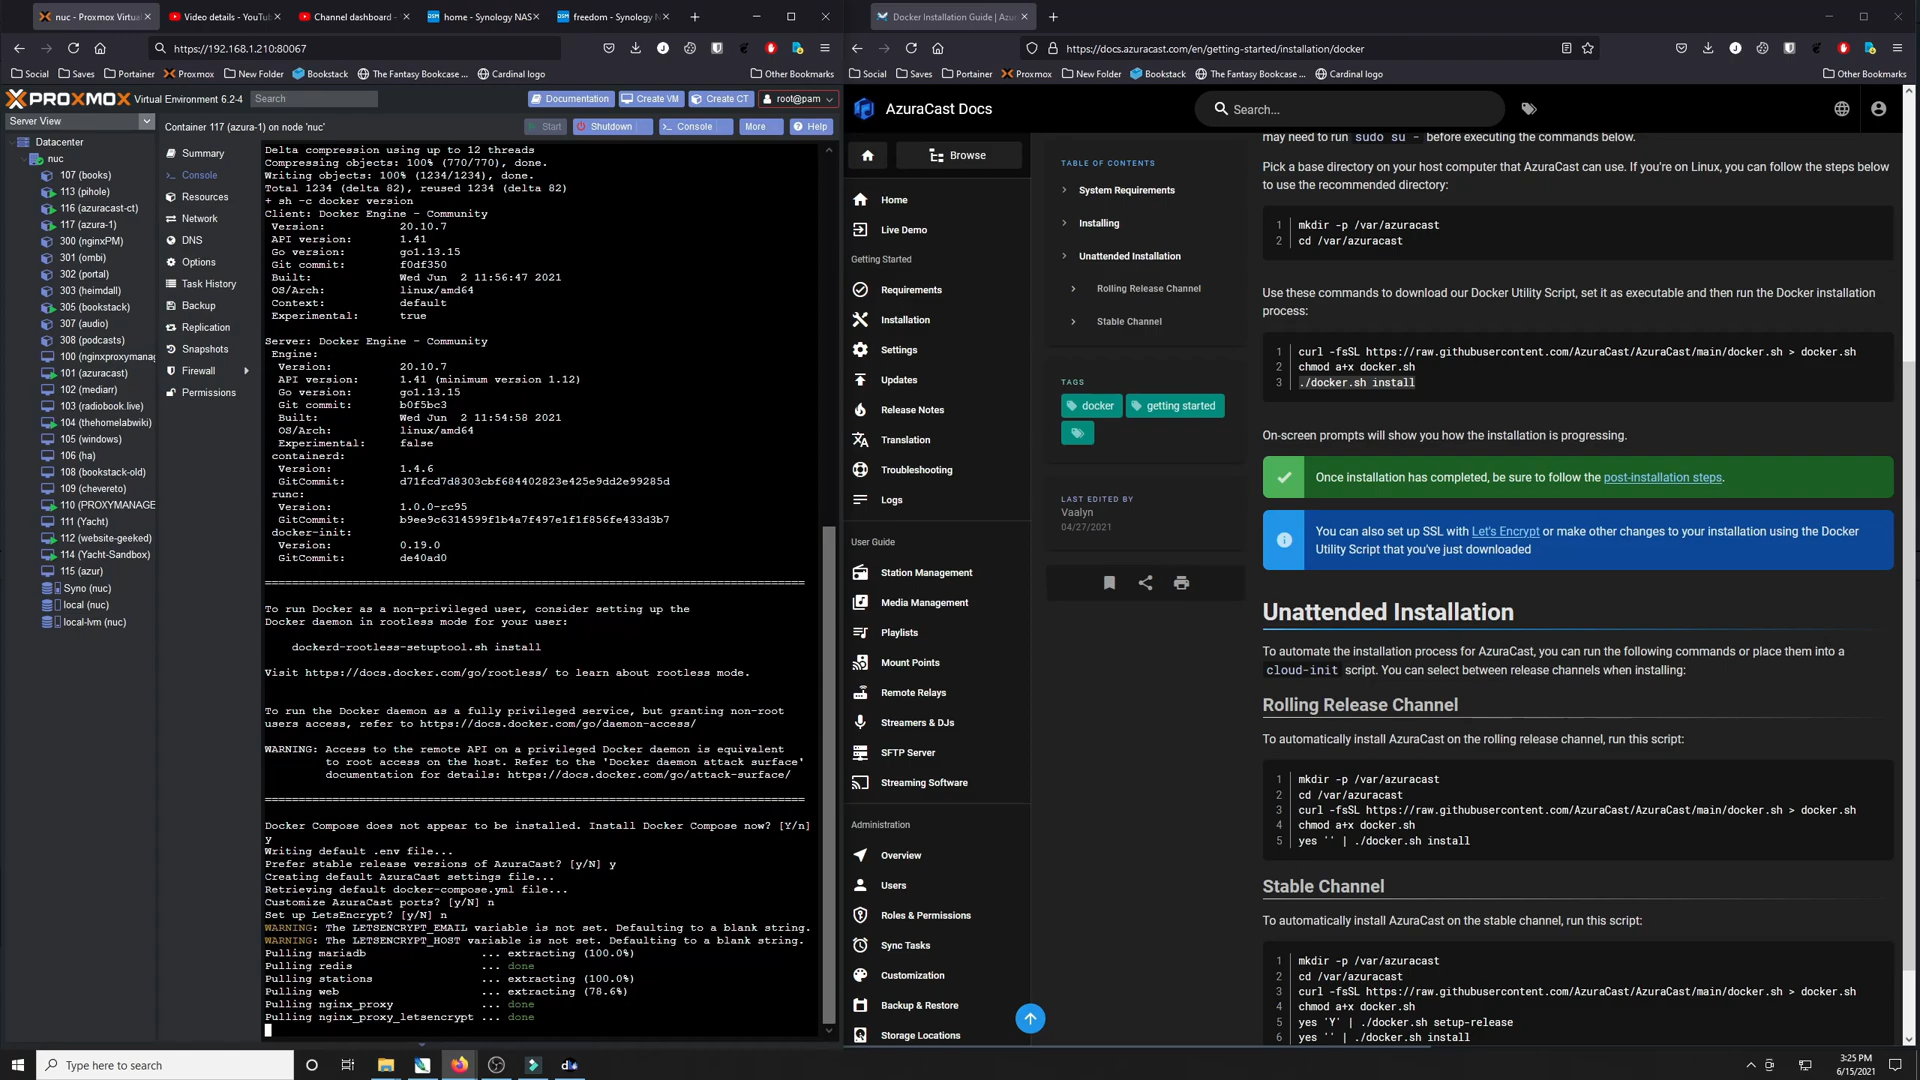 nuc - Proxmox Virtual
Video details - YouTu
Channel dashboard -
home - Synology NAS
freedom - Synology N
Docker Installation Guide | Azur
https://192.168.1.210:80067
https://docs.azuracast.com/en/getting-started/installation/docker
Social
Saves
Portainer
Proxmox
New Folder
Bookstack
The Fantasy Bookcase ...
Cardinal logo
Other Bookmarks
Social
Saves
Portainer
Proxmox
New Folder
Bookstack
The Fantasy Bookcase ...
Cardinal logo
Other Bookmarks
PROXMOX Virtual Environment 6.2-4
Search
Documentation
Create VM
Create CT
root@pam
Server View
Container 117 (azura-1) on node 'nuc'
Start
Shutdown
Console
More
Help
Datacenter
nuc
107 (books)
113 (pihole)
116 (azuracast-ct)
117 (azura-1)
300 (nginxPM)
301 (ombi)
302 (portal)
303 (heimdall)
305 (bookstack)
307 (audio)
308 (podcasts)
100 (nginxproxymanag
101 (azuracast)
102 (mediarr)
103 (radiobook.live)
104 (thehomelabwiki)
105 (windows)
106 (ha)
108 (bookstack-old)
109 (chevereto)
110 (PROXYMANAGE
111 (Yacht)
112 (website-geeked)
114 (Yacht-Sandbox)
115 (azur)
Syno (nuc)
local (nuc)
local-lvm (nuc)
Summary
Console
Resources
Network
DNS
Options
Task History
Backup
Replication
Snapshots
Firewall
Permissions
Delta compression using up to 12 threads
Compressing objects: 100% (770/770), done.
Writing objects: 100% (1234/1234), done.
Total 1234 (delta 82), reused 1234 (delta 82)
+ sh -c docker version
Client: Docker Engine - Community
Version: 20.10.7
API version: 1.41
Go version: go1.13.15
Git commit: f0df350
Built: Wed Jun 2 11:56:47 2021
OS/Arch: linux/amd64
Context: default
Experimental: true
Server: Docker Engine - Community
Engine:
Version: 20.10.7
API version: 1.41 (minimum version 1.12)
Go version: go1.13.15
Git commit: b0f5bc3
Built: Wed Jun 2 11:54:58 2021
OS/Arch: linux/amd64
Experimental: false
containerd:
Version: 1.4.6
GitCommit: d71fcd7d8303cbf684402823e425e9dd2e99285d
runc:
Version: 1.0.0-rc95
GitCommit: b9ee9c6314599f1b4a7f497e1f1f856fe433d3b7
docker-init:
Version: 0.19.0
GitCommit: de40ad0
================================================================================
To run Docker as a non-privileged user, consider setting up the
Docker daemon in rootless mode for your user:
dockerd-rootless-setuptool.sh install
Visit https://docs.docker.com/go/rootless/ to learn about rootless mode.
To run the Docker daemon as a fully privileged service, but granting non-root
users access, refer to https://docs.docker.com/go/daemon-access/
WARNING: Access to the remote API on a privileged Docker daemon is equivalent
to root access on the host. Refer to the 'Docker daemon attack surface'
documentation for details: https://docs.docker.com/go/attack-surface/
================================================================================
Docker Compose does not appear to be installed. Install Docker Compose now? [Y/n]
y
Writing default .env file...
Prefer stable release versions of AzuraCast? [y/N] y
Creating default AzuraCast settings file...
Retrieving default docker-compose.yml file...
Customize AzuraCast ports? [y/N] n
Set up LetsEncrypt? [y/N] n
WARNING: The LETSENCRYPT_EMAIL variable is not set. Defaulting to a blank string.
WARNING: The LETSENCRYPT_HOST variable is not set. Defaulting to a blank string.
Pulling mariadb ... extracting (100.0%)
Pulling redis ... done
Pulling stations ... extracting (100.0%)
Pulling web ... extracting (78.6%)
Pulling nginx_proxy ... done
Pulling nginx_proxy_letsencrypt ... done
AzuraCast Docs
Search...
Browse
Home
Live Demo
Getting Started
Requirements
Installation
Settings
Updates
Release Notes
Translation
Troubleshooting
Logs
User Guide
Station Management
Media Management
Playlists
Mount Points
Remote Relays
Streamers & DJs
SFTP Server
Streaming Software
Administration
Overview
Users
Roles & Permissions
Sync Tasks
Customization
Backup & Restore
Storage Locations
TABLE OF CONTENTS
System Requirements
Installing
Unattended Installation
Rolling Release Channel
Stable Channel
TAGS
docker
getting started
LAST EDITED BY
Vaalyn
04/27/2021
may need to run sudo su - before executing the commands below.
Pick a base directory on your host computer that AzuraCast can use. If you're on Linux, you can follow the steps below
to use the recommended directory:
1 mkdir -p /var/azuracast
2 cd /var/azuracast
Use these commands to download our Docker Utility Script, set it as executable and then run the Docker installation
process:
1 curl -fsSL https://raw.githubusercontent.com/AzuraCast/AzuraCast/main/docker.sh > docker.sh
2 chmod a+x docker.sh
3 ./docker.sh install
On-screen prompts will show you how the installation is progressing.
Once installation has completed, be sure to follow the post-installation steps.
You can also set up SSL with Let's Encrypt or make other changes to your installation using the Docker
Utility Script that you've just downloaded
Unattended Installation
To automate the installation process for AzuraCast, you can run the following commands or place them into a
cloud-init script. You can select between release channels when installing:
Rolling Release Channel
To automatically install AzuraCast on the rolling release channel, run this script:
1 mkdir -p /var/azuracast
2 cd /var/azuracast
3 curl -fsSL https://raw.githubusercontent.com/AzuraCast/AzuraCast/main/docker.sh > docker.sh
4 chmod a+x docker.sh
5 yes '' | ./docker.sh install
Stable Channel
To automatically install AzuraCast on the stable channel, run this script:
1 mkdir -p /var/azuracast
2 cd /var/azuracast
3 curl -fsSL https://raw.githubusercontent.com/AzuraCast/AzuraCast/main/docker.sh > docker.sh
4 chmod a+x docker.sh
5 yes 'Y' | ./docker.sh setup-release
6 yes '' | ./docker.sh install
Type here to search
3:25 PM
6/15/2021